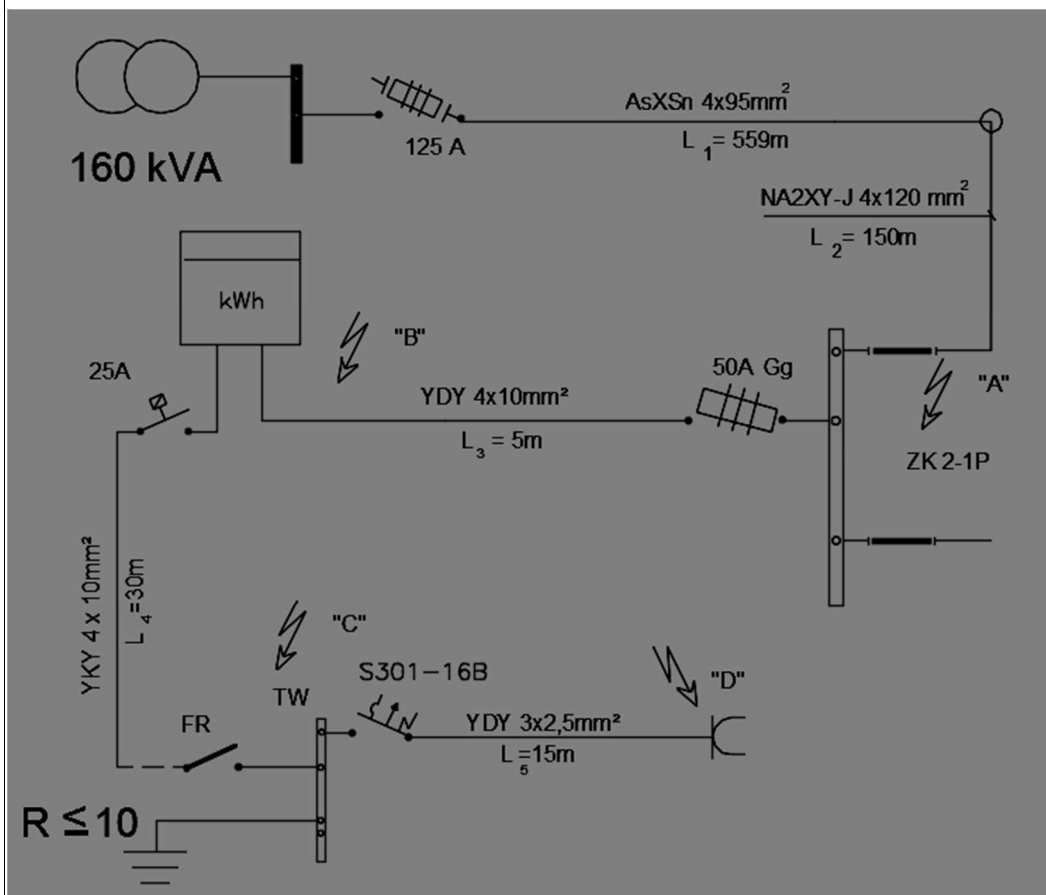 AsXSn 4x95mm²
125 A
L 1= 559m
160 kVA
NA2XY-J 4x120 mm²
L 2= 150m
kWh
"B"
25A
50A Gg
"A"
YDY 4x10mm²
L 3= 5m
ZK 2-1P
YKY 4 x 10mm²
L 4=30m
"C"
S301-16B
"D"
TW
FR
YDY 3x2,5mm²
L 5=15m
R ≤ 10